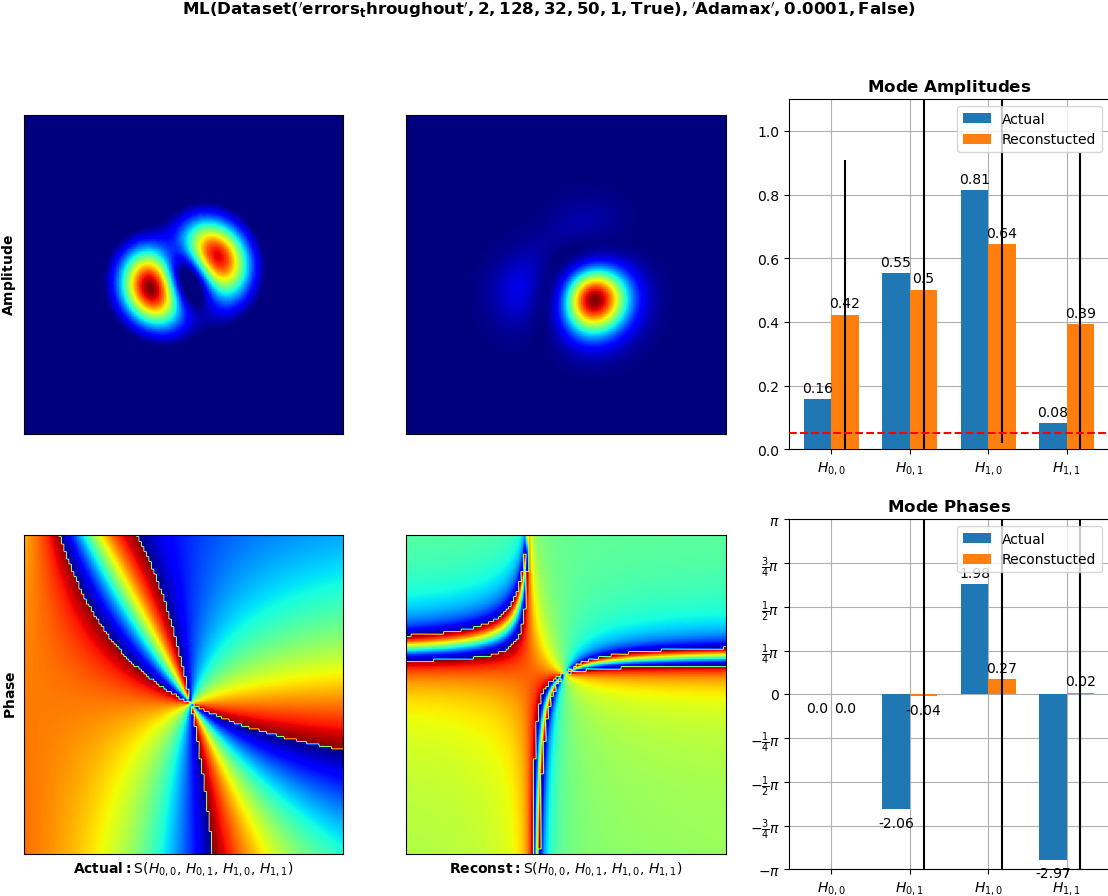 ML(Dataset('errors_throughout', 2, 128, 32, 50, 1, True), 'Adamax', 0.0001, False)
Amplitude
Mode Amplitudes
Actual
Reconstucted
1.0
0.8
0.6
0.4
0.2
0.0
0.16
0.42
0.55
0.5
0.81
0.64
0.08
0.39
H0,0
H0,1
H1,0
H1,1
Phase
Actual: S(H0,0, H0,1, H1,0, H1,1)
Reconst: S(H0,0, H0,1, H1,0, H1,1)
Mode Phases
Actual
Reconstucted
π
3/4π
1/2π
1/4π
0
−1/4π
−1/2π
−3/4π
−π
0.0
0.0
-2.06
-0.04
1.98
0.27
-2.97
0.02
H0,0
H0,1
H1,0
H1,1